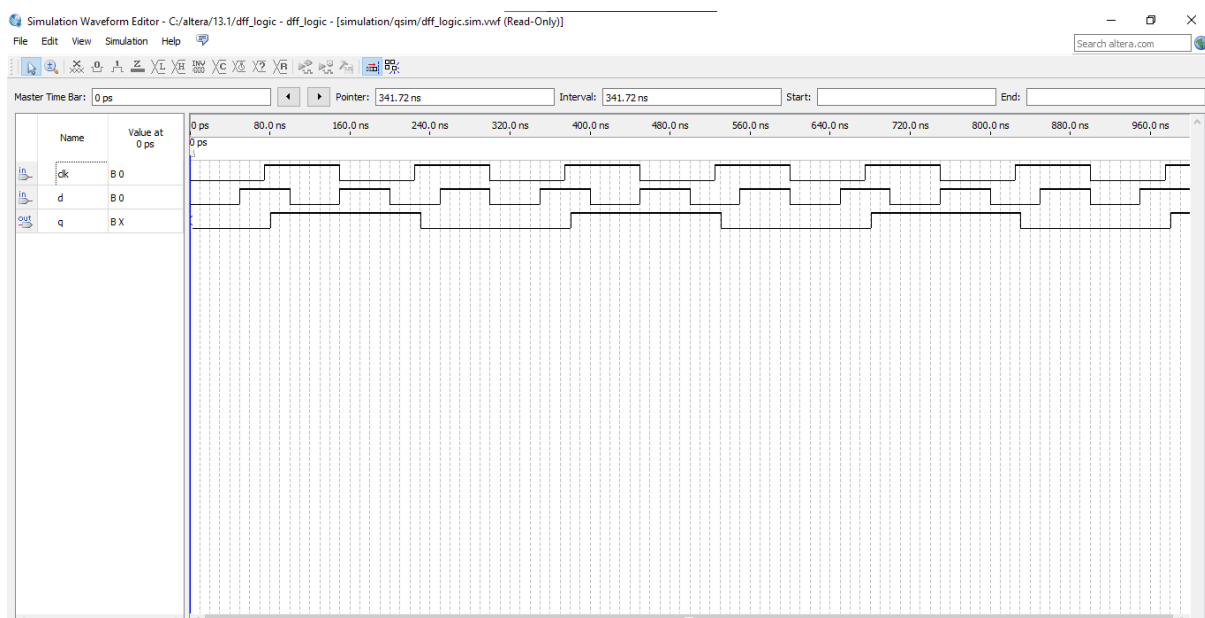 Simulation Waveform Editor - C:/altera/13.1/dff_logic - dff_logic - [simulation/qsim/dff_logic.sim.vwf (Read-Only)]
File Edit View Simulation Help
Search altera.com
Master Time Bar: 0 ps Pointer: 341.72 ns Interval: 341.72 ns Start: End:
Name Value at 0 ps
0 ps 80.0 ns 160.0 ns 240.0 ns 320.0 ns 400.0 ns 480.0 ns 560.0 ns 640.0 ns 720.0 ns 800.0 ns 880.0 ns 960.0 ns
0 ps
in clk B 0
in d B 0
out q B X